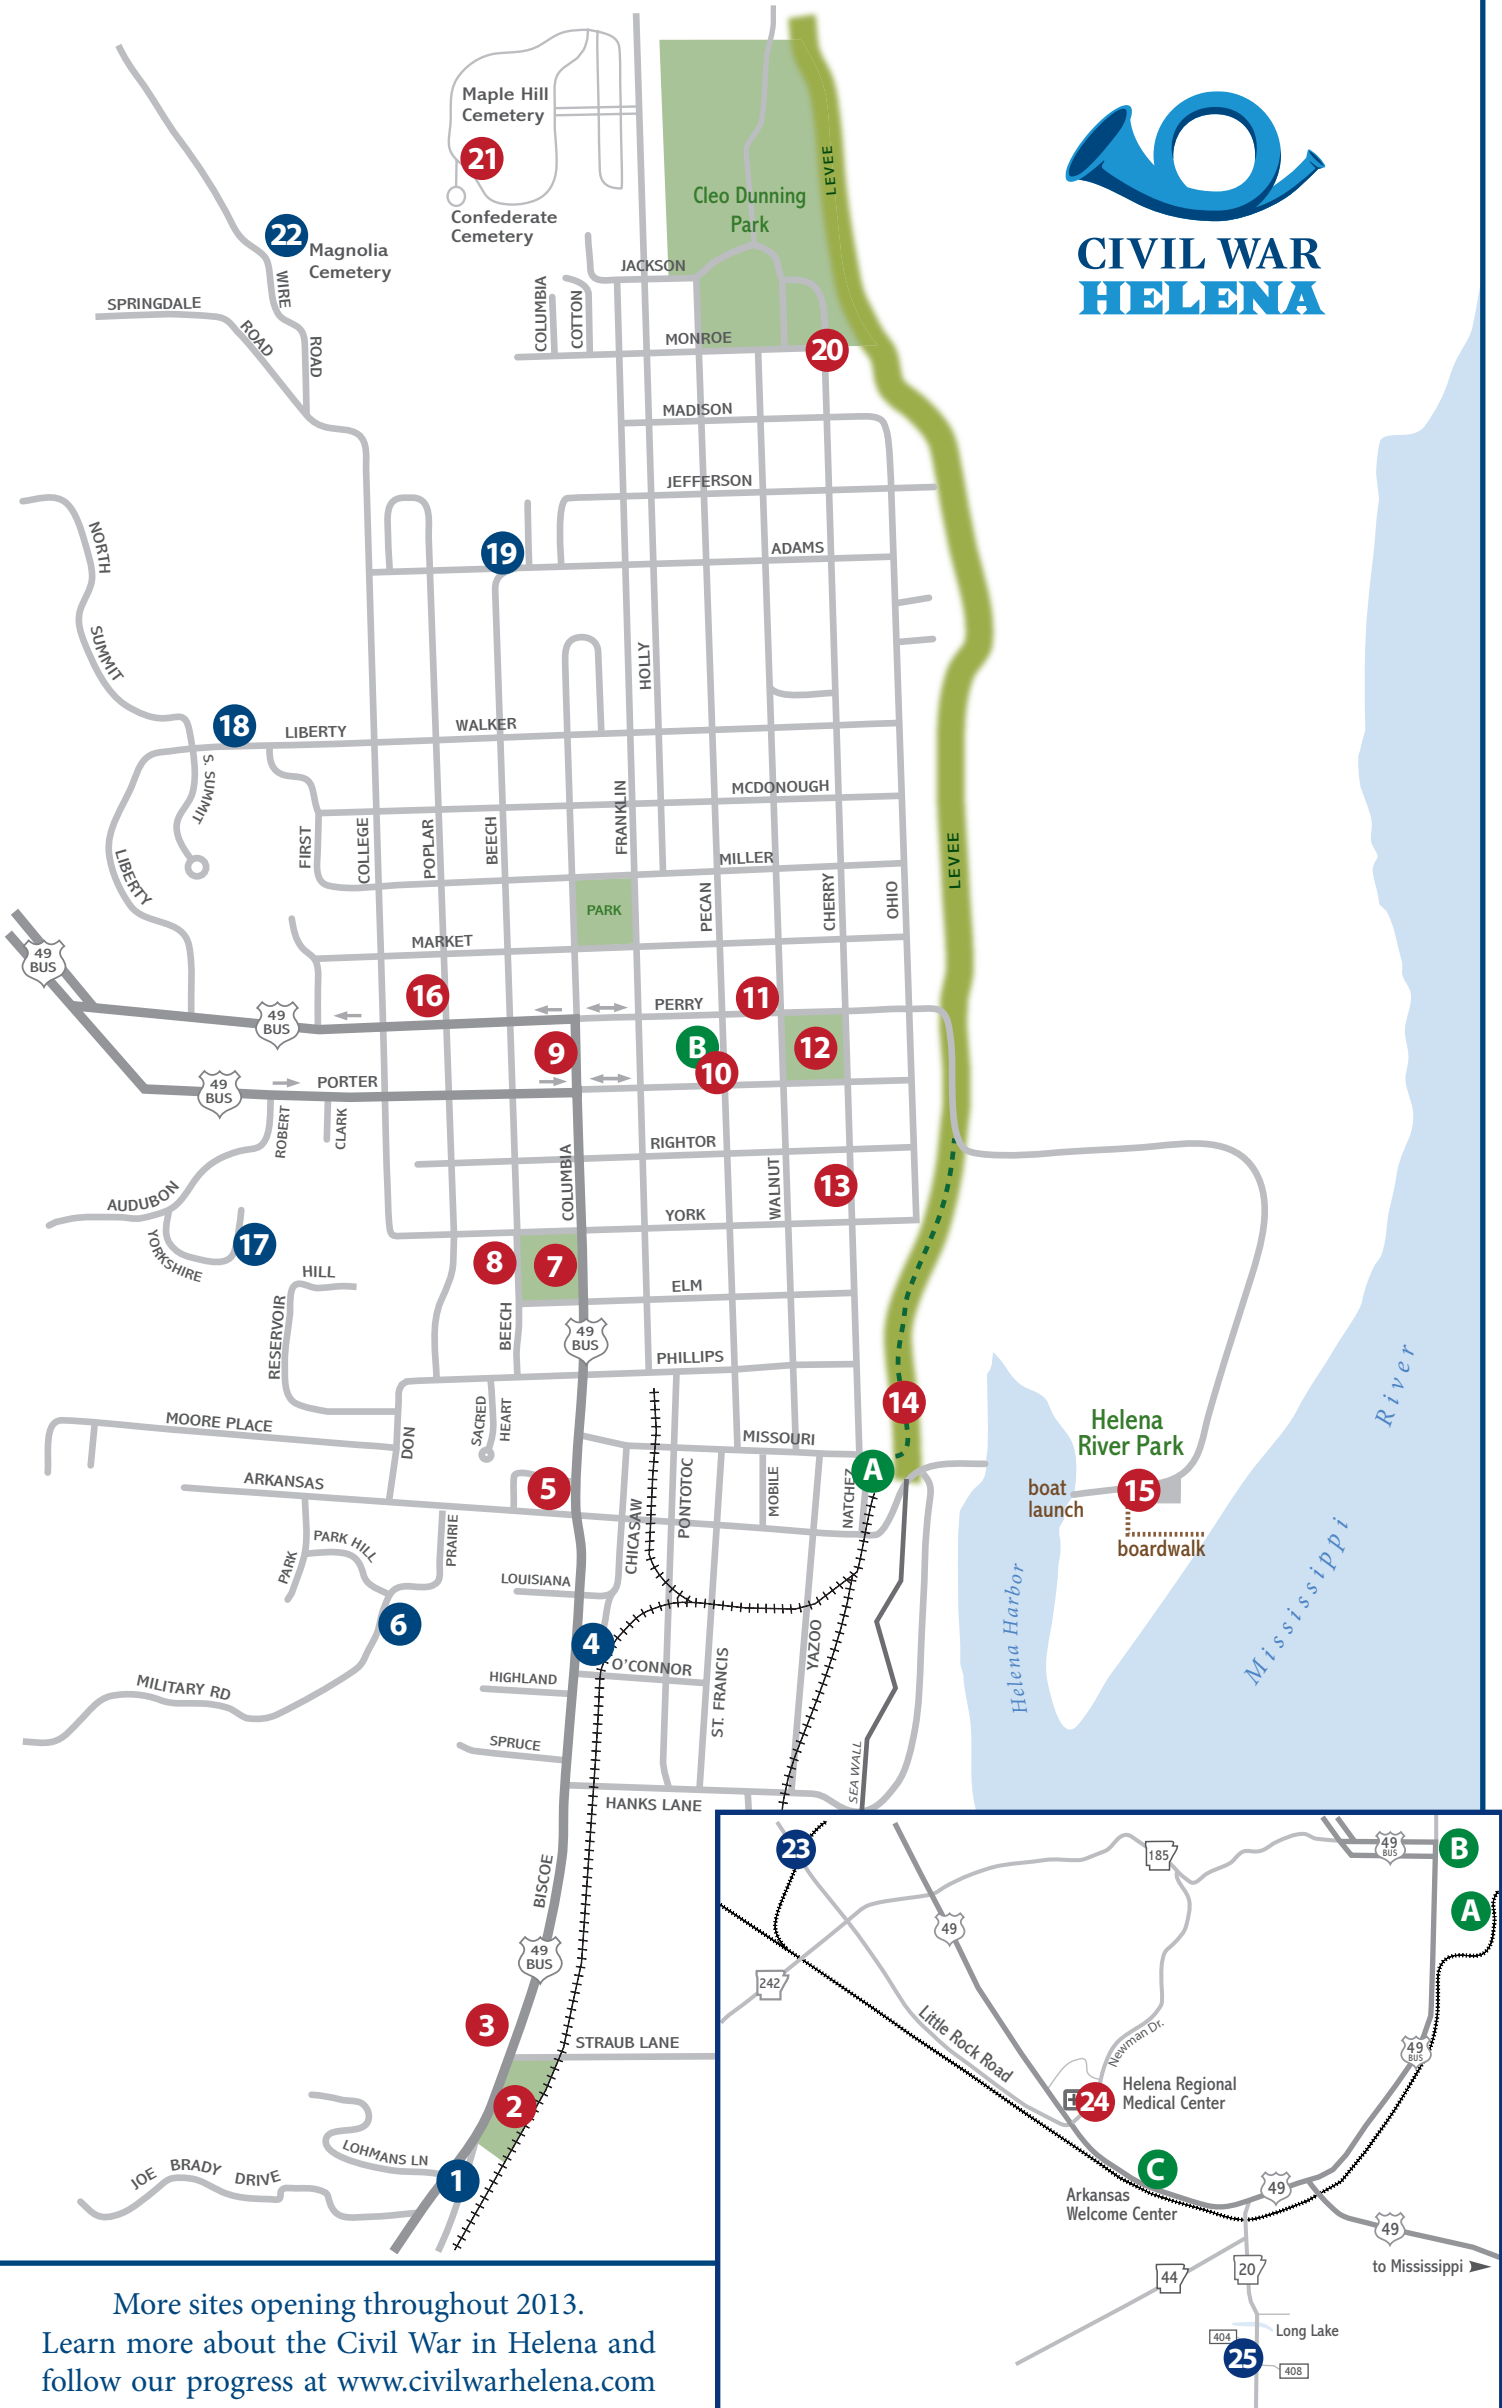 Maple Hill
Cemetery
21
Confederate
Cemetery
Cleo Dunning
Park
LEVEE
CIVIL WAR
HELENA
22
Magnolia
Cemetery
WIRE
ROAD
SPRINGDALE
ROAD
JACKSON
COLUMBIA
COTTON
MONROE
20
MADISON
JEFFERSON
NORTH
SUMMIT
19
ADAMS
HOLLY
18
LIBERTY
WALKER
S. SUMMIT
MCDONOUGH
FRANKLIN
FIRST
COLLEGE
POPLAR
BEECH
LIBERTY
MILLER
LEVEE
PARK
PECAN
CHERRY
OHIO
49
BUS
MARKET
16
11
PERRY
49
BUS
9
B
10
12
49
BUS
PORTER
ROBERT
CLARK
COLUMBIA
RIGHTOR
WALNUT
13
AUDUBON
YORKSHIRE
17
YORK
8
7
HILL
RESERVOIR
ELM
BEECH
49
BUS
PHILLIPS
14
MOORE PLACE
DON
SACRED
HEART
MISSOURI
A
Helena
River Park
15
boat
launch
boardwalk
Mississippi
River
ARKANSAS
5
CHICASAW
PONTOTOC
MOBILE
NATCHEZ
PARK HILL
PARK
PRAIRIE
LOUISIANA
6
4
O'CONNOR
YAZOO
Helena Harbor
MILITARY RD
HIGHLAND
ST. FRANCIS
SPRUCE
SEA WALL
HANKS LANE
BISCOE
49
BUS
3
STRAUB LANE
2
LOHMANS LN
1
JOE BRADY DRIVE
23
185
49
BUS
B
A
49
242
Little Rock Road
Newman Dr.
49
BUS
24
Helena Regional
Medical Center
C
Arkansas
Welcome Center
49
49
to Mississippi
44
20
Long Lake
404
25
408
More sites opening throughout 2013.
Learn more about the Civil War in Helena and
follow our progress at www.civilwarhelena.com